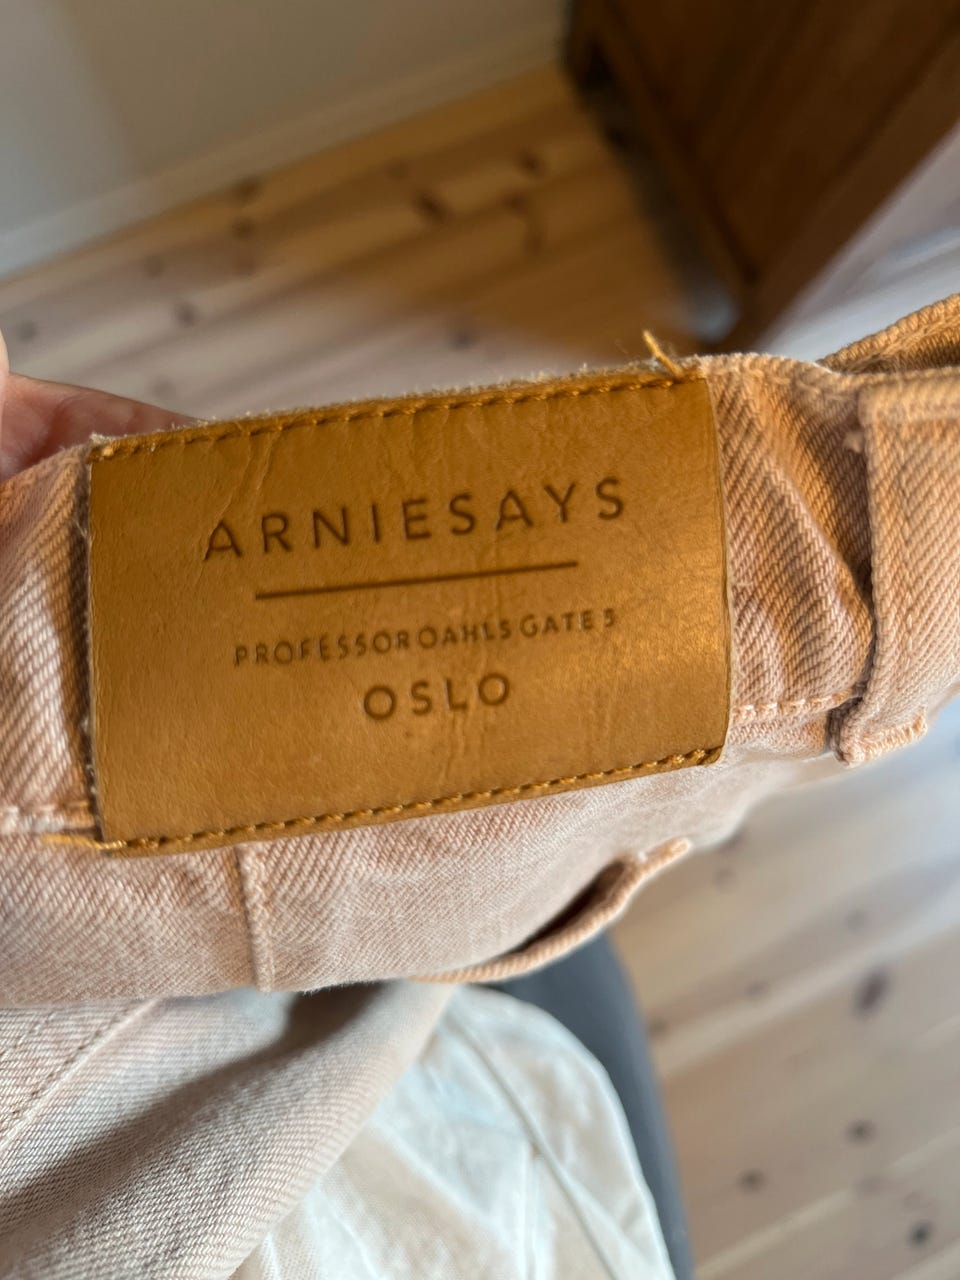 ARNIESAYS
PROFESSOR DAHLS GATE 5
OSLO